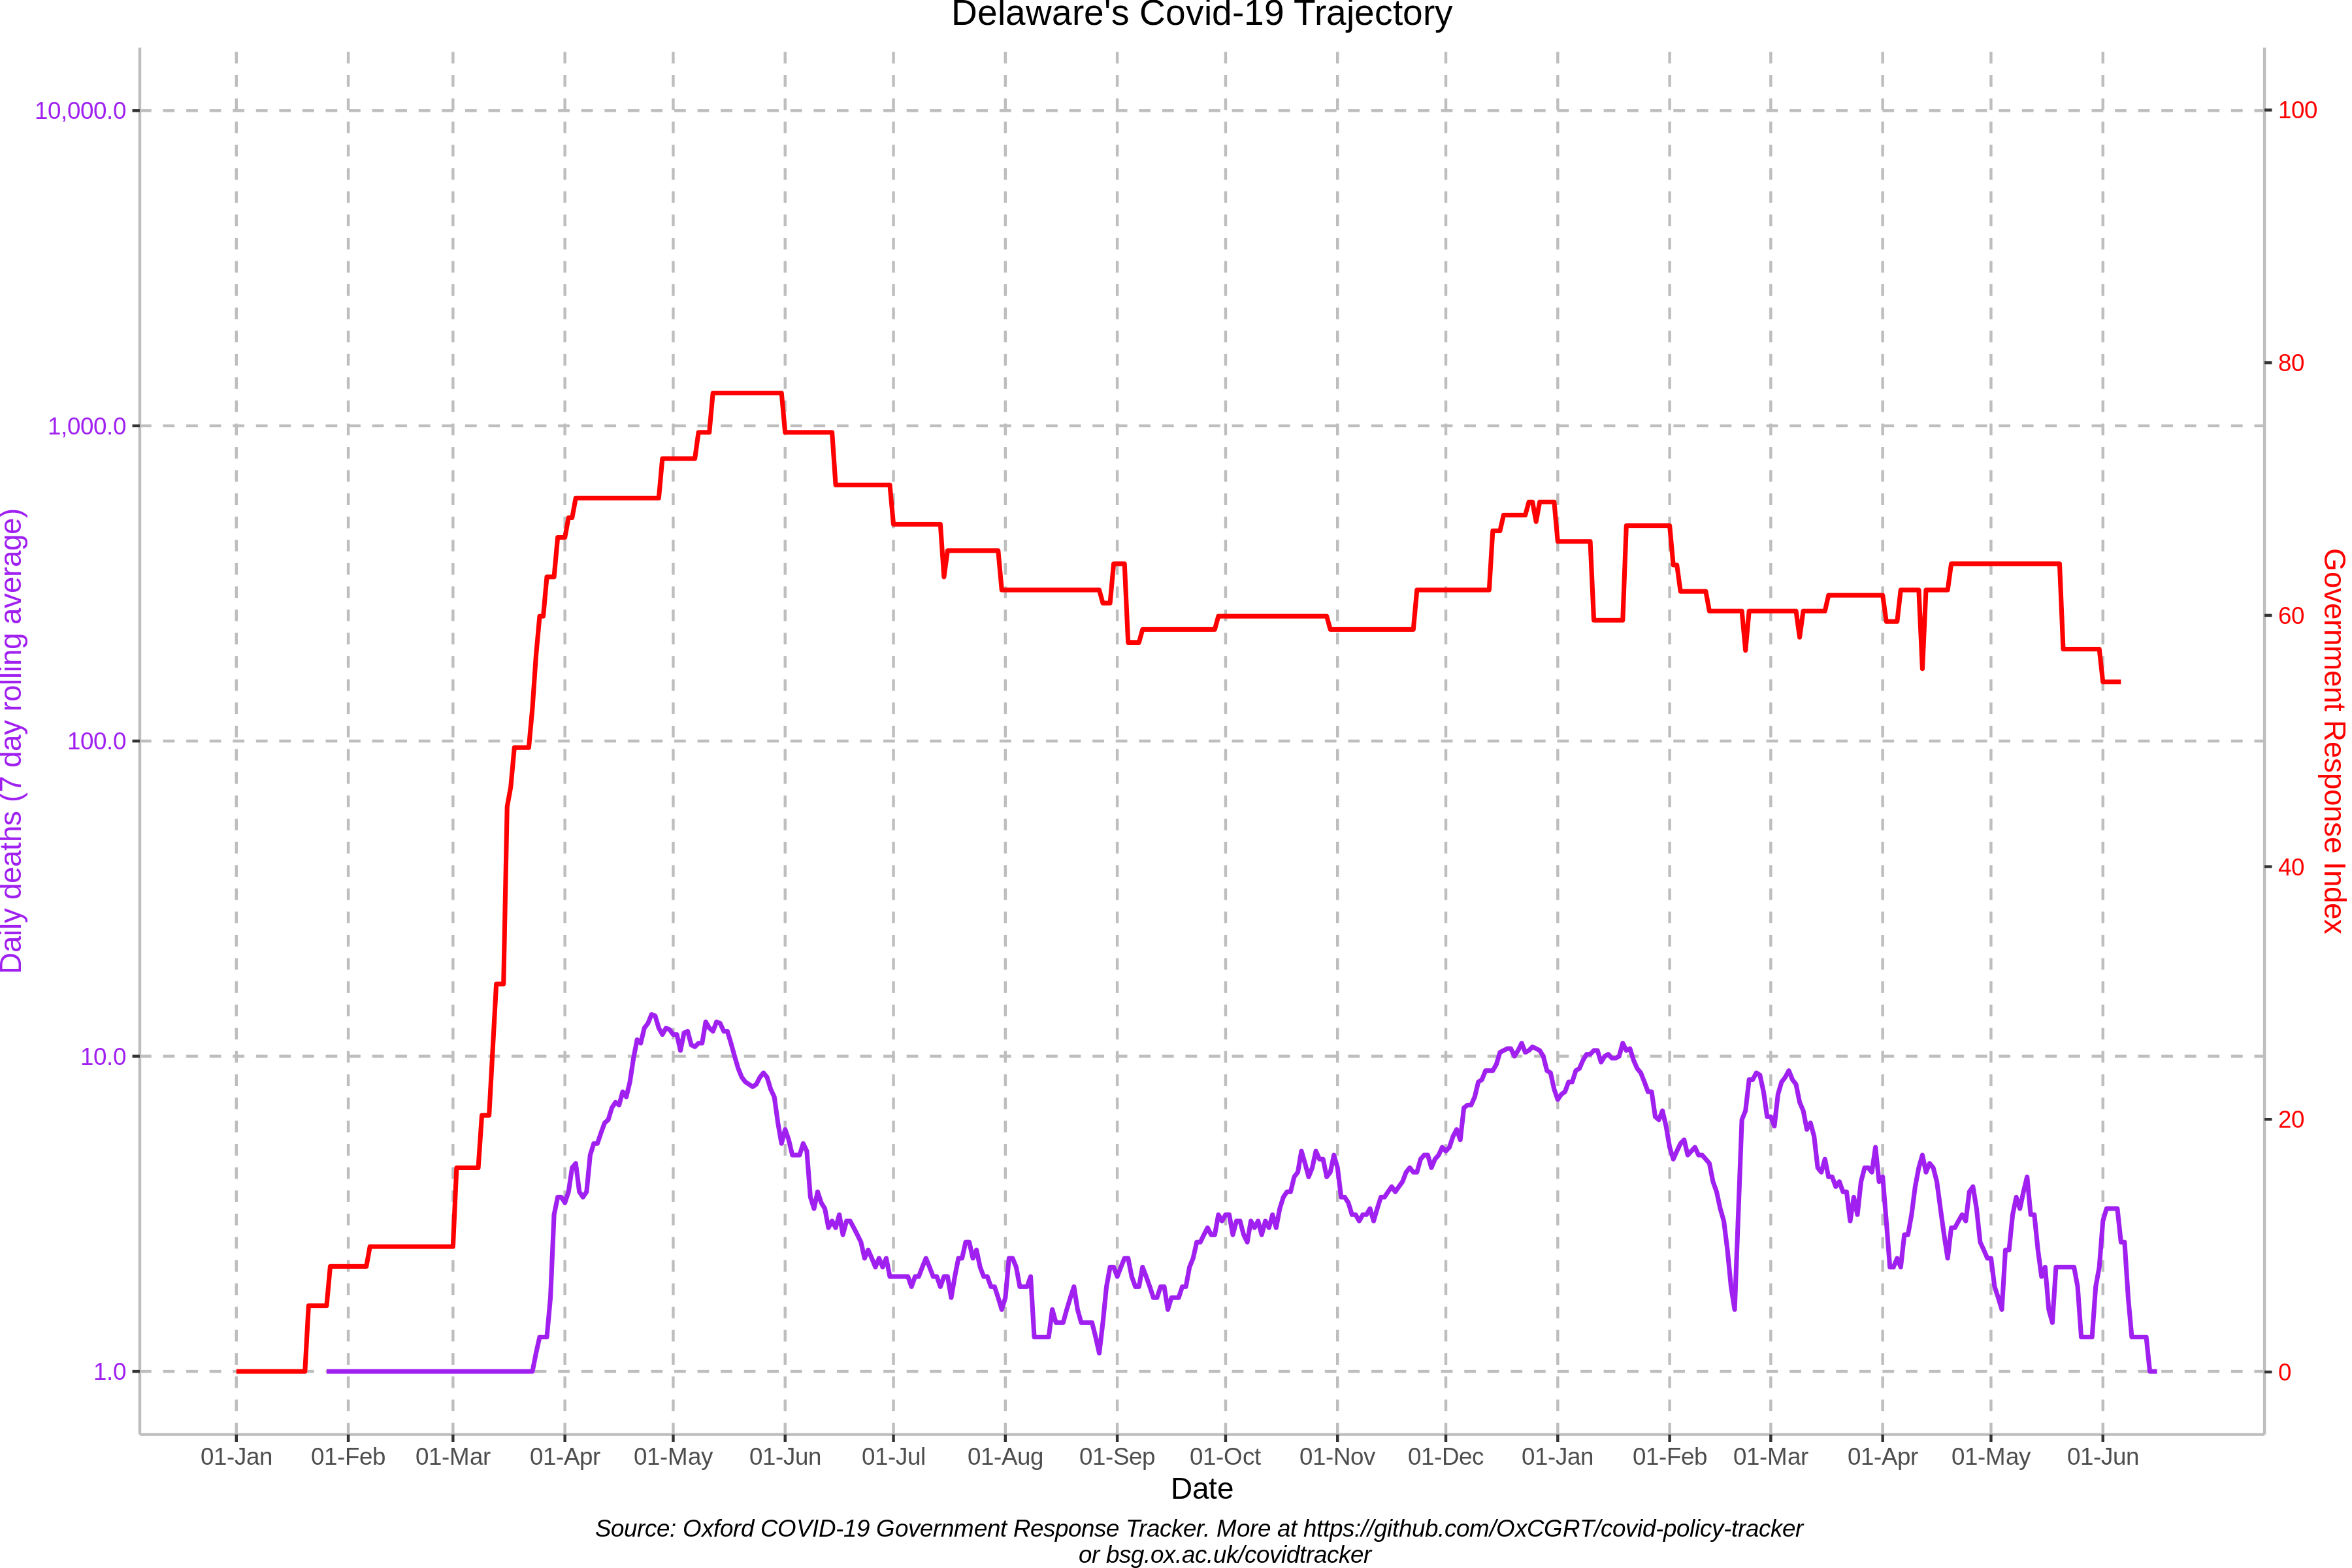 Delaware's Covid-19 Trajectory
10,000.0
1,000.0
100.0
10.0
1.0
Daily deaths (7 day rolling average)
100
80
60
40
20
0
Government Response Index
01-Jan 01-Feb 01-Mar 01-Apr 01-May 01-Jun 01-Jul 01-Aug 01-Sep 01-Oct 01-Nov 01-Dec 01-Jan 01-Feb 01-Mar 01-Apr 01-May 01-Jun
Date
Source: Oxford COVID-19 Government Response Tracker. More at https://github.com/OxCGRT/covid-policy-tracker
or bsg.ox.ac.uk/covidtracker